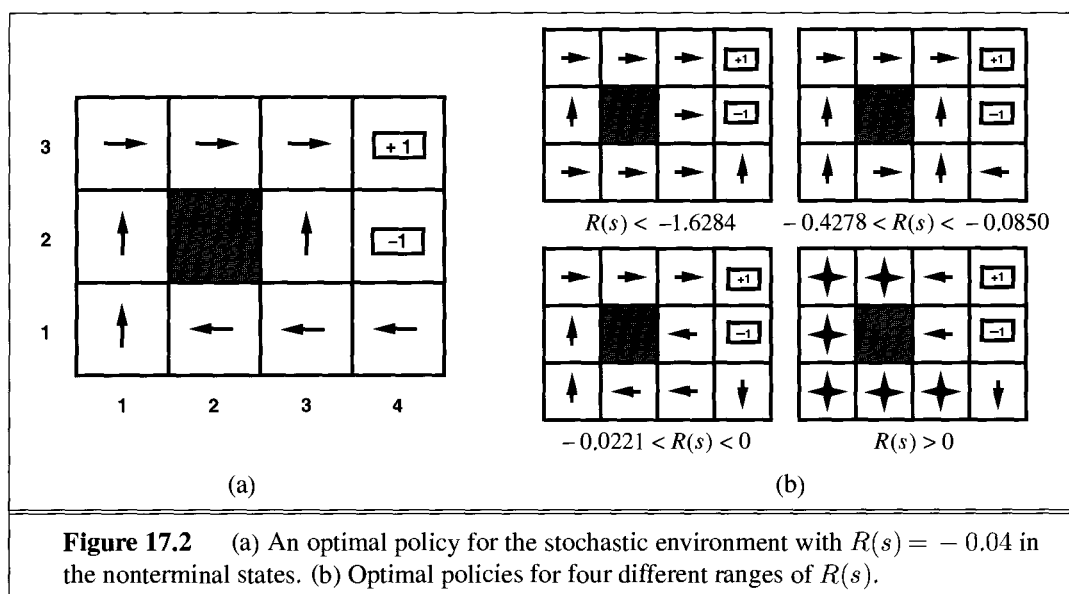 3
+ 1
2
−1
1
1 2 3 4
(a)
+1
−1
R(s) < −1.6284
+1
−1
− 0.4278 < R(s) < − 0.0850
+1
−1
− 0.0221 < R(s) < 0
+1
−1
R(s) > 0
(b)
Figure 17.2 (a) An optimal policy for the stochastic environment with R(s) = − 0.04 in
the nonterminal states. (b) Optimal policies for four different ranges of R(s).